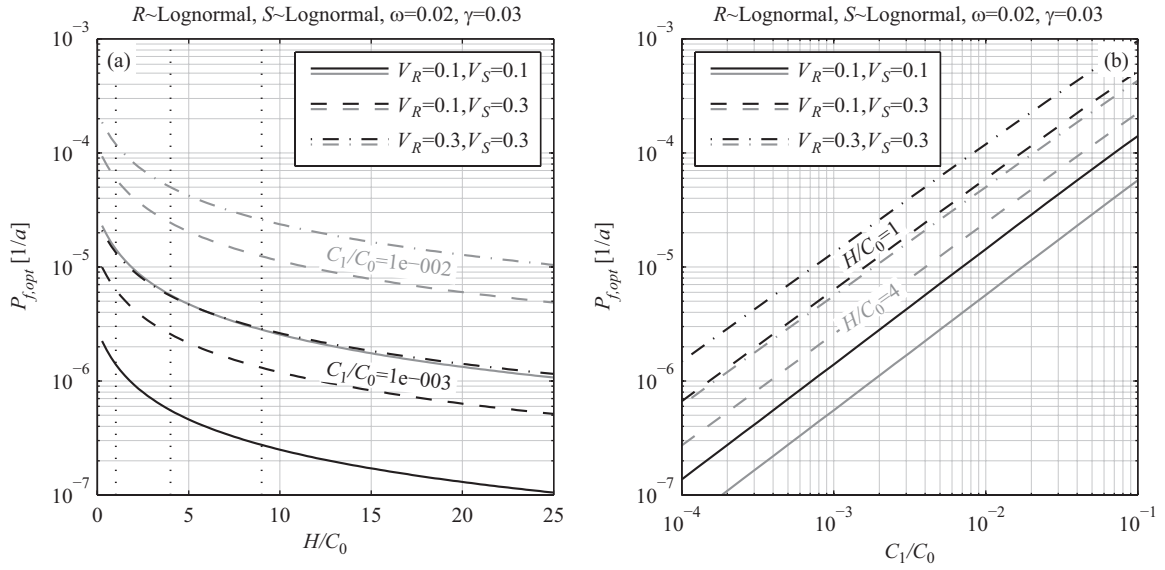 R~Lognormal, S~Lognormal, ω=0.02, γ=0.03
(a)
V_R=0.1,V_S=0.1
V_R=0.1,V_S=0.3
V_R=0.3,V_S=0.3
C_1/C_0=1e−002
C_1/C_0=1e−003
P_{f,opt} [1/a]
10^{−3}
10^{−4}
10^{−5}
10^{−6}
10^{−7}
0 5 10 15 20 25
H/C_0
R~Lognormal, S~Lognormal, ω=0.02, γ=0.03
(b)
V_R=0.1,V_S=0.1
V_R=0.1,V_S=0.3
V_R=0.3,V_S=0.3
H/C_0=1
H/C_0=4
P_{f,opt} [1/a]
10^{−3}
10^{−4}
10^{−5}
10^{−6}
10^{−7}
10^{−4} 10^{−3} 10^{−2} 10^{−1}
C_1/C_0